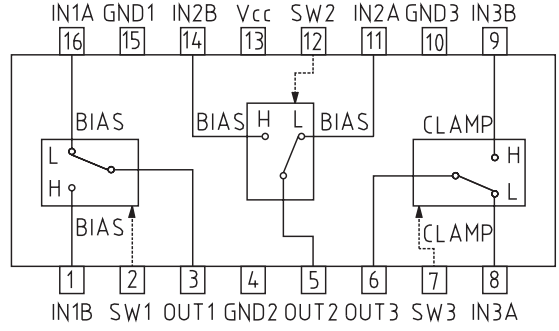 IN1A GND1 IN2B Vcc SW2 IN2A GND3 IN3B
16 15 14 13 12 11 10 9
BIAS BIAS H L BIAS CLAMP
L H
H L
BIAS CLAMP
1 2 3 4 5 6 7 8
IN1B SW1 OUT1 GND2 OUT2 OUT3 SW3 IN3A